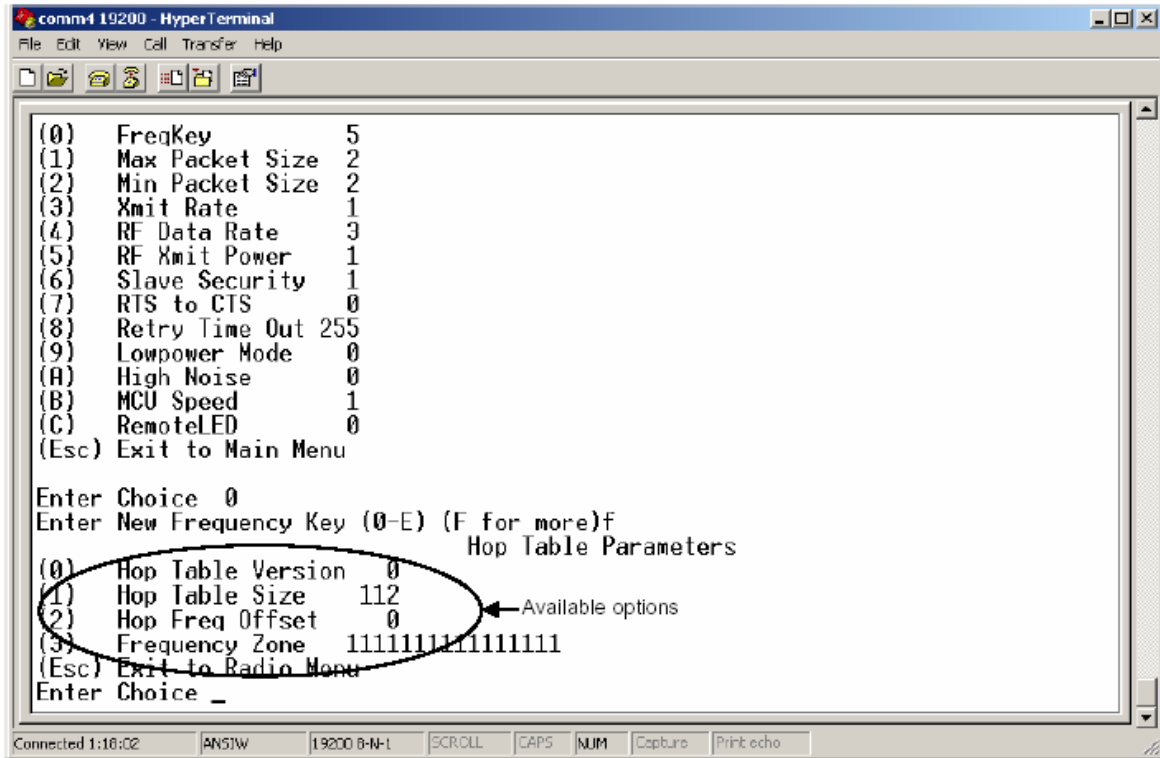 comm4 19200 - HyperTerminal
File Edit View Call Transfer Help
(0) FreqKey 5
(1) Max Packet Size 2
(2) Min Packet Size 2
(3) Xmit Rate 1
(4) RF Data Rate 3
(5) RF Xmit Power 1
(6) Slave Security 1
(7) RTS to CTS 0
(8) Retry Time Out 255
(9) Lowpower Mode 0
(A) High Noise 0
(B) MCU Speed 1
(C) RemoteLED 0
(Esc) Exit to Main Menu
Enter Choice 0
Enter New Frequency Key (0-E) (F for more)f
Hop Table Parameters
(0) Hop Table Version 0
(1) Hop Table Size 112
(2) Hop Freq Offset 0
Available options
(3) Frequency Zone 1111111111111111
(Esc) Exit to Radio Menu
Enter Choice _
Connected 1:18:02 ANSIW 19200 8-N-1 SCROLL CAPS NUM Capture Print echo